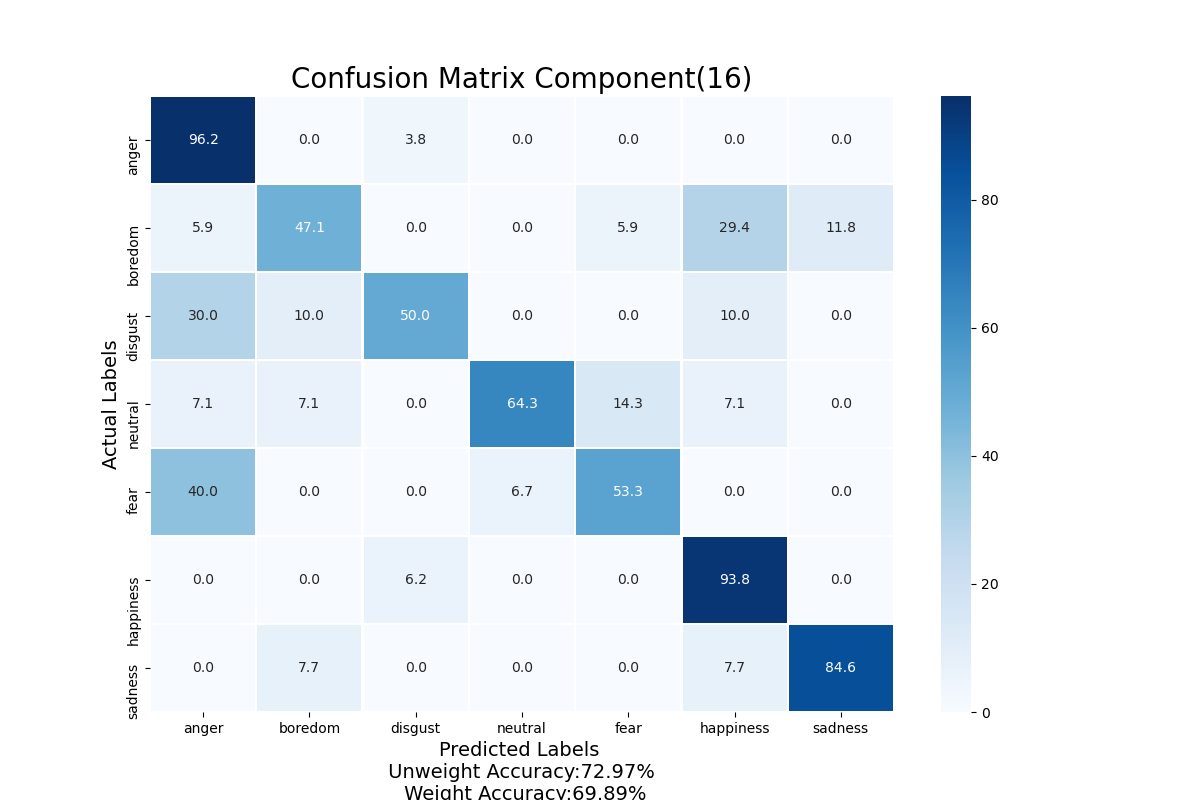 Confusion Matrix Component(16)
anger 96.2 0.0 3.8 0.0 0.0 0.0 0.0
boredom 5.9 47.1 0.0 0.0 5.9 29.4 11.8
disgust 30.0 10.0 50.0 0.0 0.0 10.0 0.0
neutral 7.1 7.1 0.0 64.3 14.3 7.1 0.0
fear 40.0 0.0 0.0 6.7 53.3 0.0 0.0
happiness 0.0 0.0 6.2 0.0 0.0 93.8 0.0
sadness 0.0 7.7 0.0 0.0 0.0 7.7 84.6
anger boredom disgust neutral fear happiness sadness
Actual Labels
Predicted Labels
Unweight Accuracy:72.97%
Weight Accuracy:69.89%
80
60
40
20
0